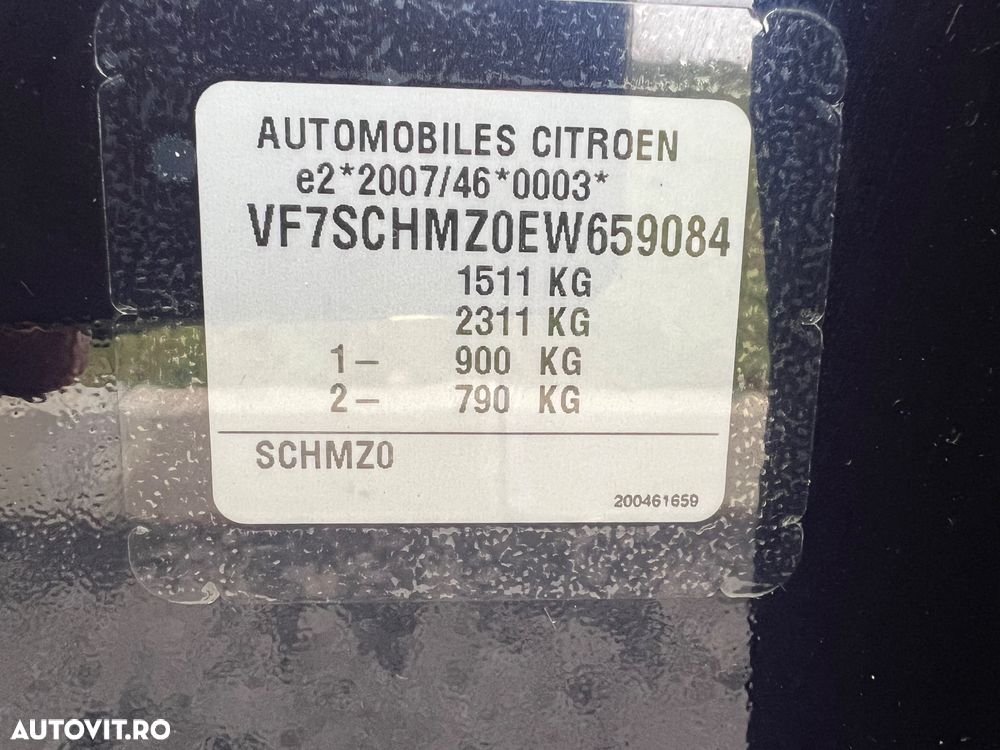 AUTOMOBILES CITROEN
e2*2007/46*0003*
VF7SCHMZ0EW659084
1511 KG
2311 KG
1- 900 KG
2- 790 KG
SCHMZ0
200461659
AUTOVIT.RO